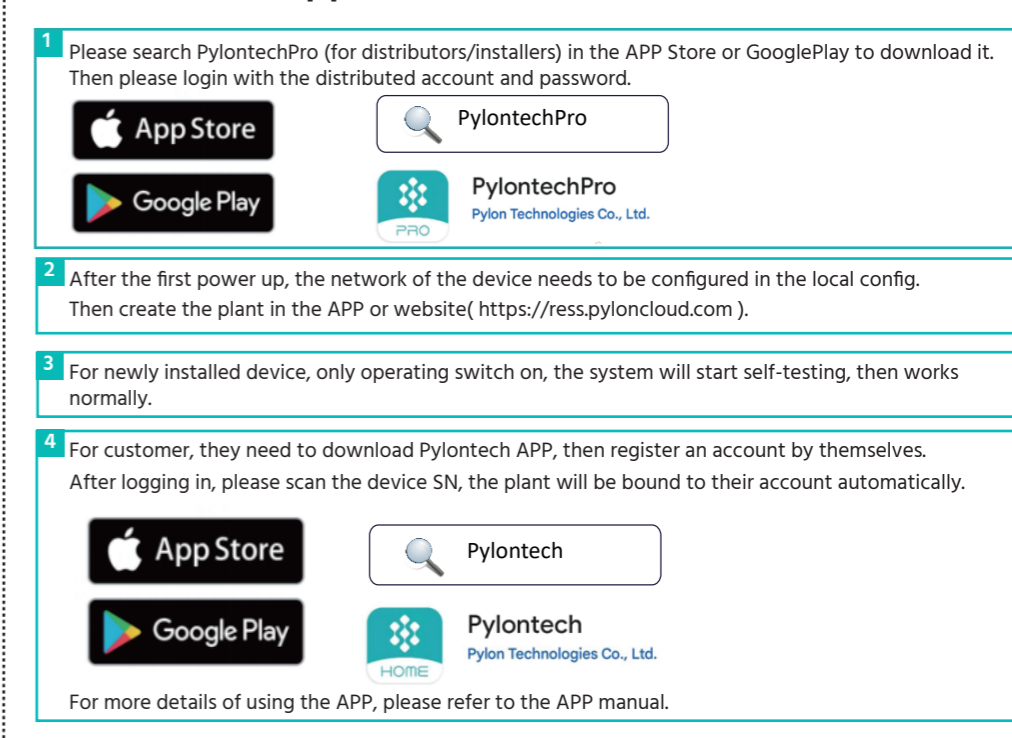 1
Please search PylontechPro (for distributors/installers) in the APP Store or GooglePlay to download it.
Then please login with the distributed account and password.
App Store
PylontechPro
Google Play
PRO
PylontechPro
Pylon Technologies Co., Ltd.
2
After the first power up, the network of the device needs to be configured in the local config.
Then create the plant in the APP or website( https://ress.pyloncloud.com ).
3
For newly installed device, only operating switch on, the system will start self-testing, then works
normally.
4
For customer, they need to download Pylontech APP, then register an account by themselves.
After logging in, please scan the device SN, the plant will be bound to their account automatically.
App Store
Pylontech
Google Play
HOME
Pylontech
Pylon Technologies Co., Ltd.
For more details of using the APP, please refer to the APP manual.